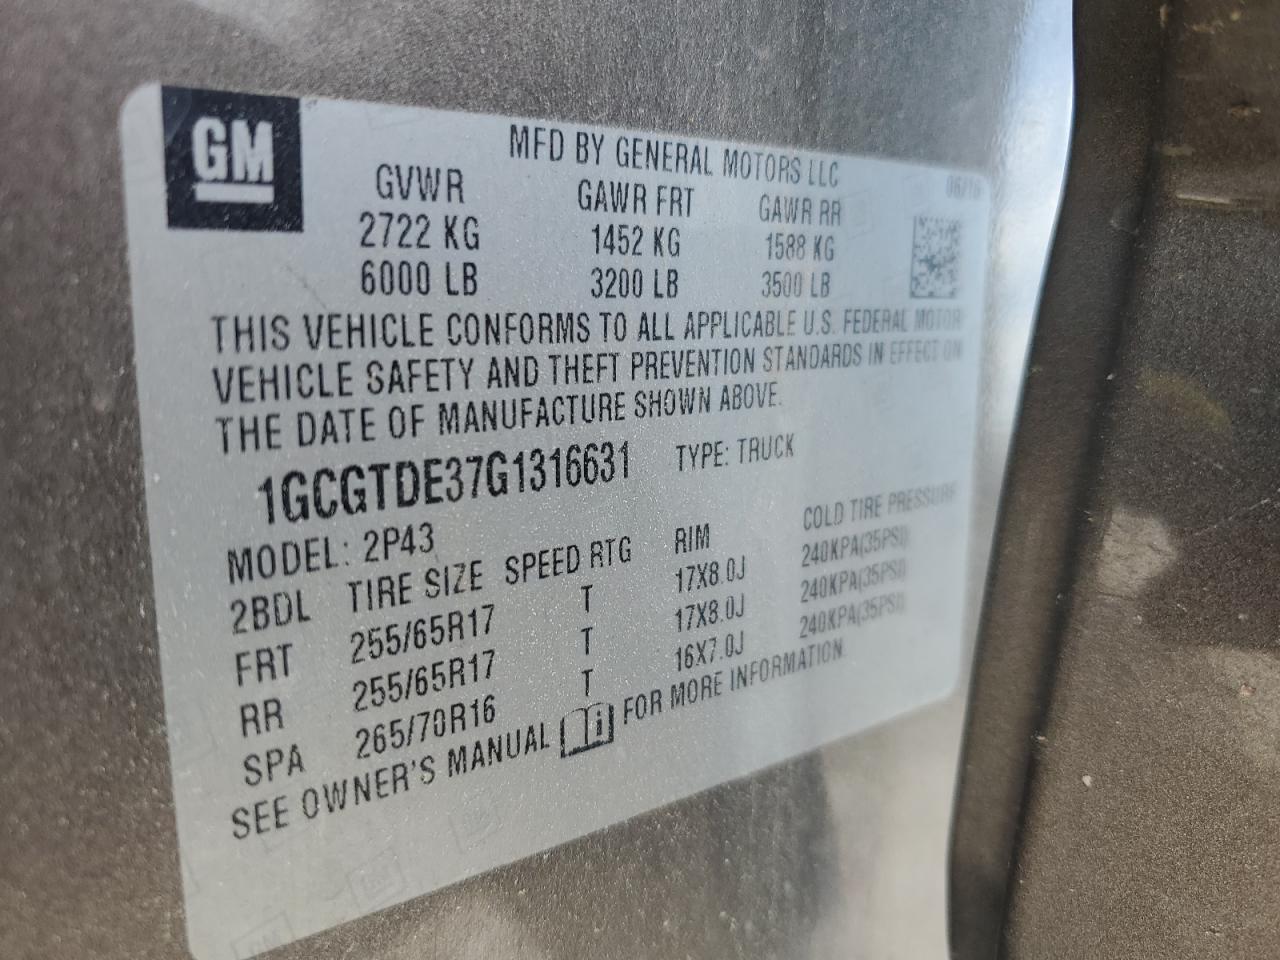 GM
MFD BY GENERAL MOTORS LLC
GVWR GAWR FRT GAWR RR
2722 KG 1452 KG 1588 KG
6000 LB 3200 LB 3500 LB
THIS VEHICLE CONFORMS TO ALL APPLICABLE U.S. FEDERAL MOTOR
VEHICLE SAFETY AND THEFT PREVENTION STANDARDS IN EFFECT ON
THE DATE OF MANUFACTURE SHOWN ABOVE.
1GCGTDE37G1316631 TYPE: TRUCK
MODEL: 2P43
2BDL TIRE SIZE SPEED RTG RIM COLD TIRE PRESSURE
FRT 255/65R17 T 17X8.0J 240KPA(35PSI)
RR 255/65R17 T 17X8.0J 240KPA(35PSI)
SPA 265/70R16 T 16X7.0J 240KPA(35PSI)
SEE OWNER'S MANUAL FOR MORE INFORMATION.